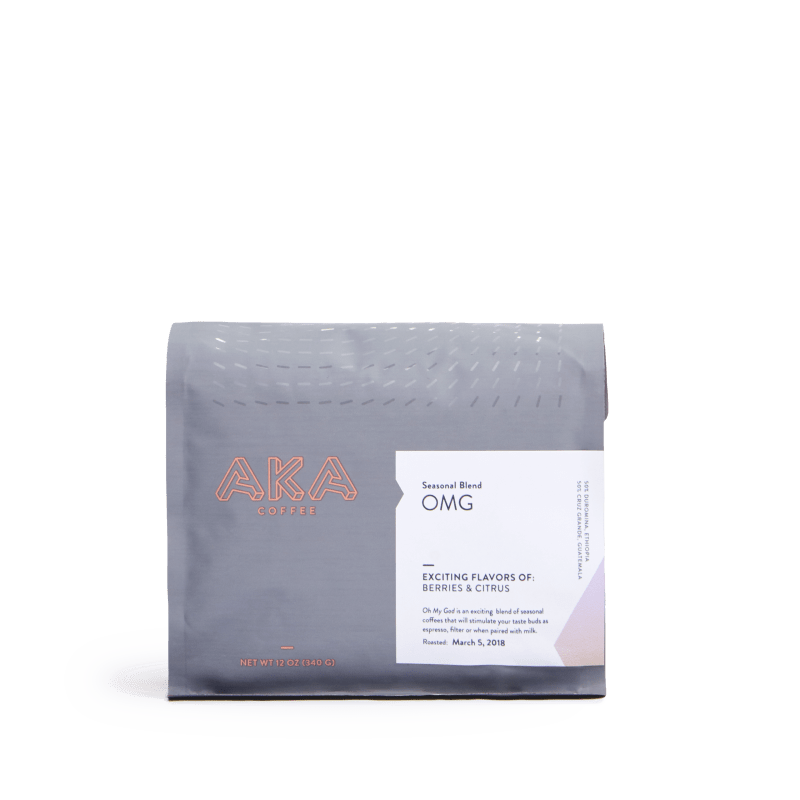 AKA
COFFEE
NET WT 12 OZ (340 G)
Seasonal Blend
OMG
EXCITING FLAVORS OF:
BERRIES & CITRUS
Oh My God is an exciting blend of seasonal
coffees that will stimulate your taste buds as
espresso, filter or when paired with milk.
Roasted: March 5, 2018
50% DUROMINA, ETHIOPIA
50% CRUZ GRANDE, GUATEMALA